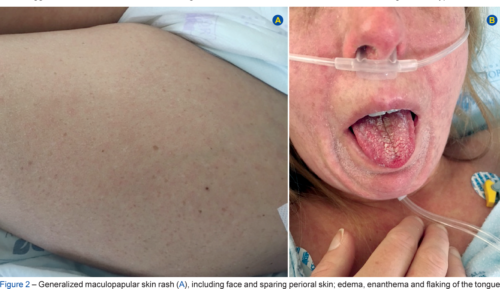 A
B
Figure 2 – Generalized maculopapular skin rash (A), including face and sparing perioral skin; edema, enanthema and flaking of the tongue